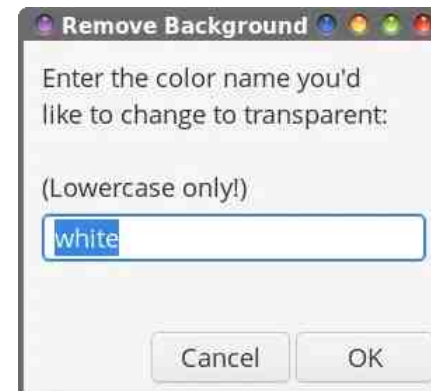 Remove Background
Enter the color name you'd
like to change to transparent:
(Lowercase only!)
white
Cancel OK